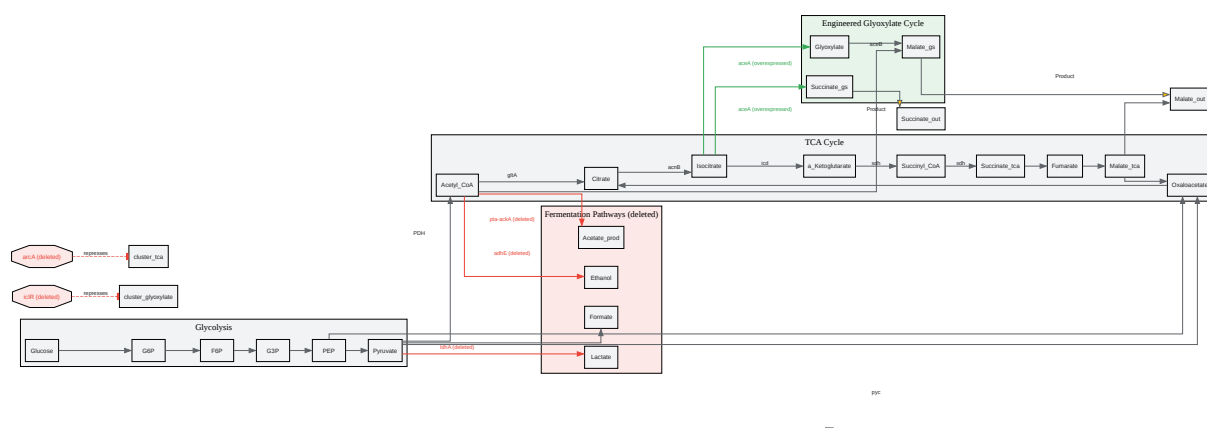 Engineered Glyoxylate Cycle
Glyoxylate
aceB
Malate_gs
aceA (overexpressed)
Product
Succinate_gs
Malate_out
aceA (overexpressed)
Product
Succinate_out
TCA Cycle
Isocitrate
icd
a_Ketoglutarate
sdh
Succinyl_CoA
sdh
Succinate_tca
Fumarate
Malate_tca
acnB
gltA
Citrate
Acetyl_CoA
Oxaloacetate
Fermentation Pathways (deleted)
pta-ackA (deleted)
PDH
Acetate_prod
adhE (deleted)
arcA (deleted)
represses
cluster_tca
Ethanol
iclR (deleted)
represses
cluster_glyoxylate
Formate
Glycolysis
Glucose
G6P
F6P
G3P
PEP
Pyruvate
ldhA (deleted)
Lactate
pyc